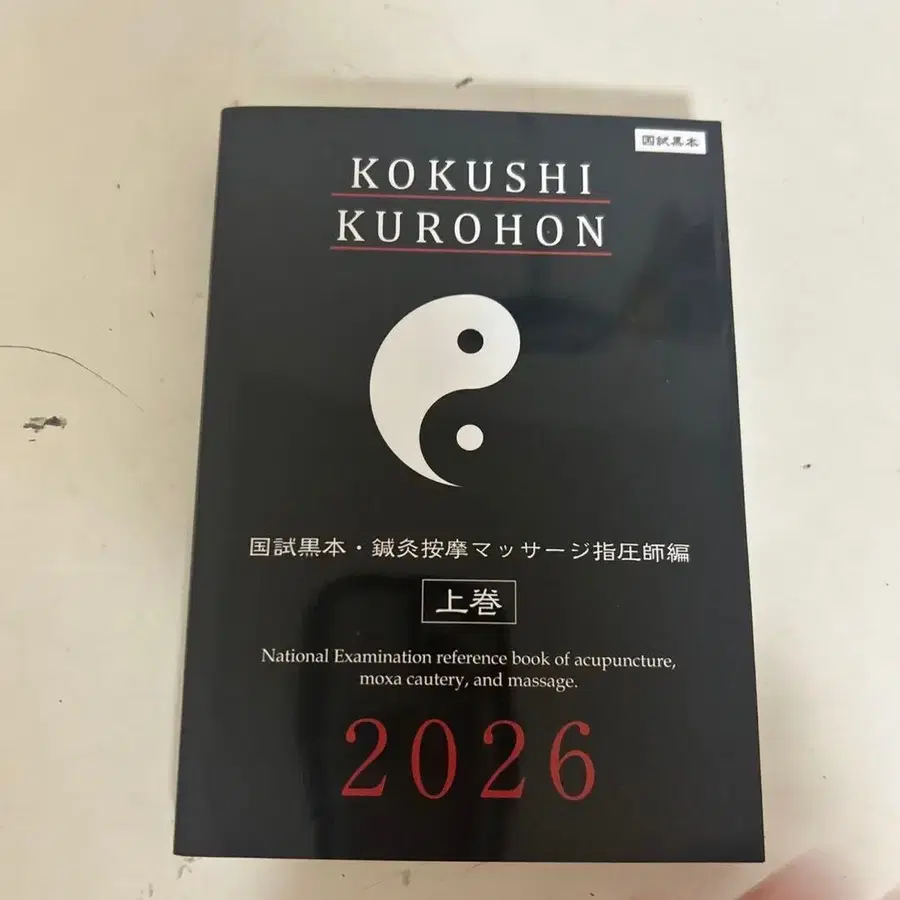 国試黒本
KOKUSHI
KUROHON
国試黒本・鍼灸按摩マッサージ指圧師編
上巻
National Examination reference book of acupuncture,
moxa cautery, and massage.
2026